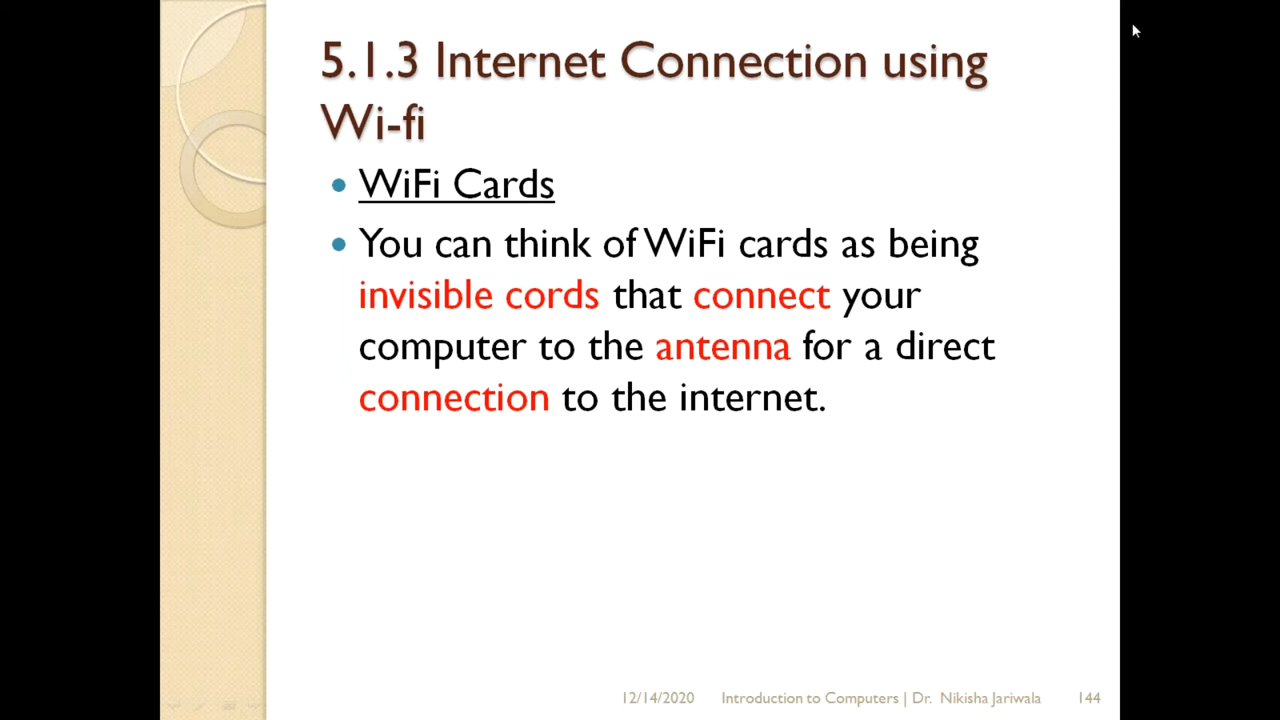 5.1.3 Internet Connection using
Wi-fi
• WiFi Cards
• You can think of WiFi cards as being
invisible cords that connect your
computer to the antenna for a direct
connection to the internet.
12/14/2020 Introduction to Computers | Dr. Nikisha Jariwala 144